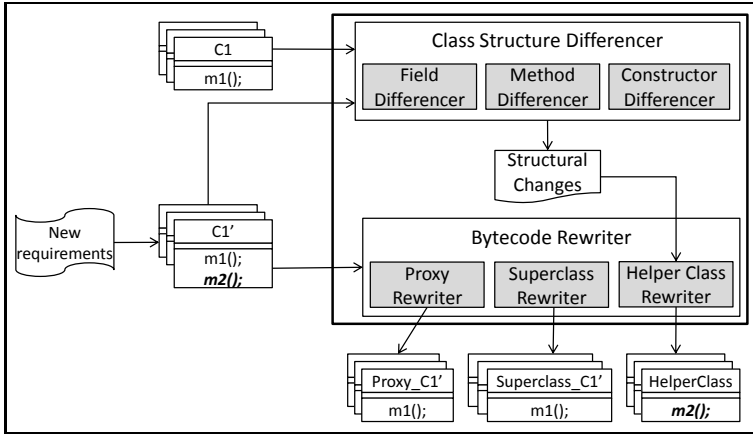 C1
m1();
Class Structure Differencer
Field
Differencer
Method
Differencer
Constructor
Differencer
Structural
Changes
New
requirements
C1’
m1();
m2();
Bytecode Rewriter
Proxy
Rewriter
Superclass
Rewriter
Helper Class
Rewriter
Proxy_C1’
m1();
Superclass_C1’
m1();
HelperClass
m2();